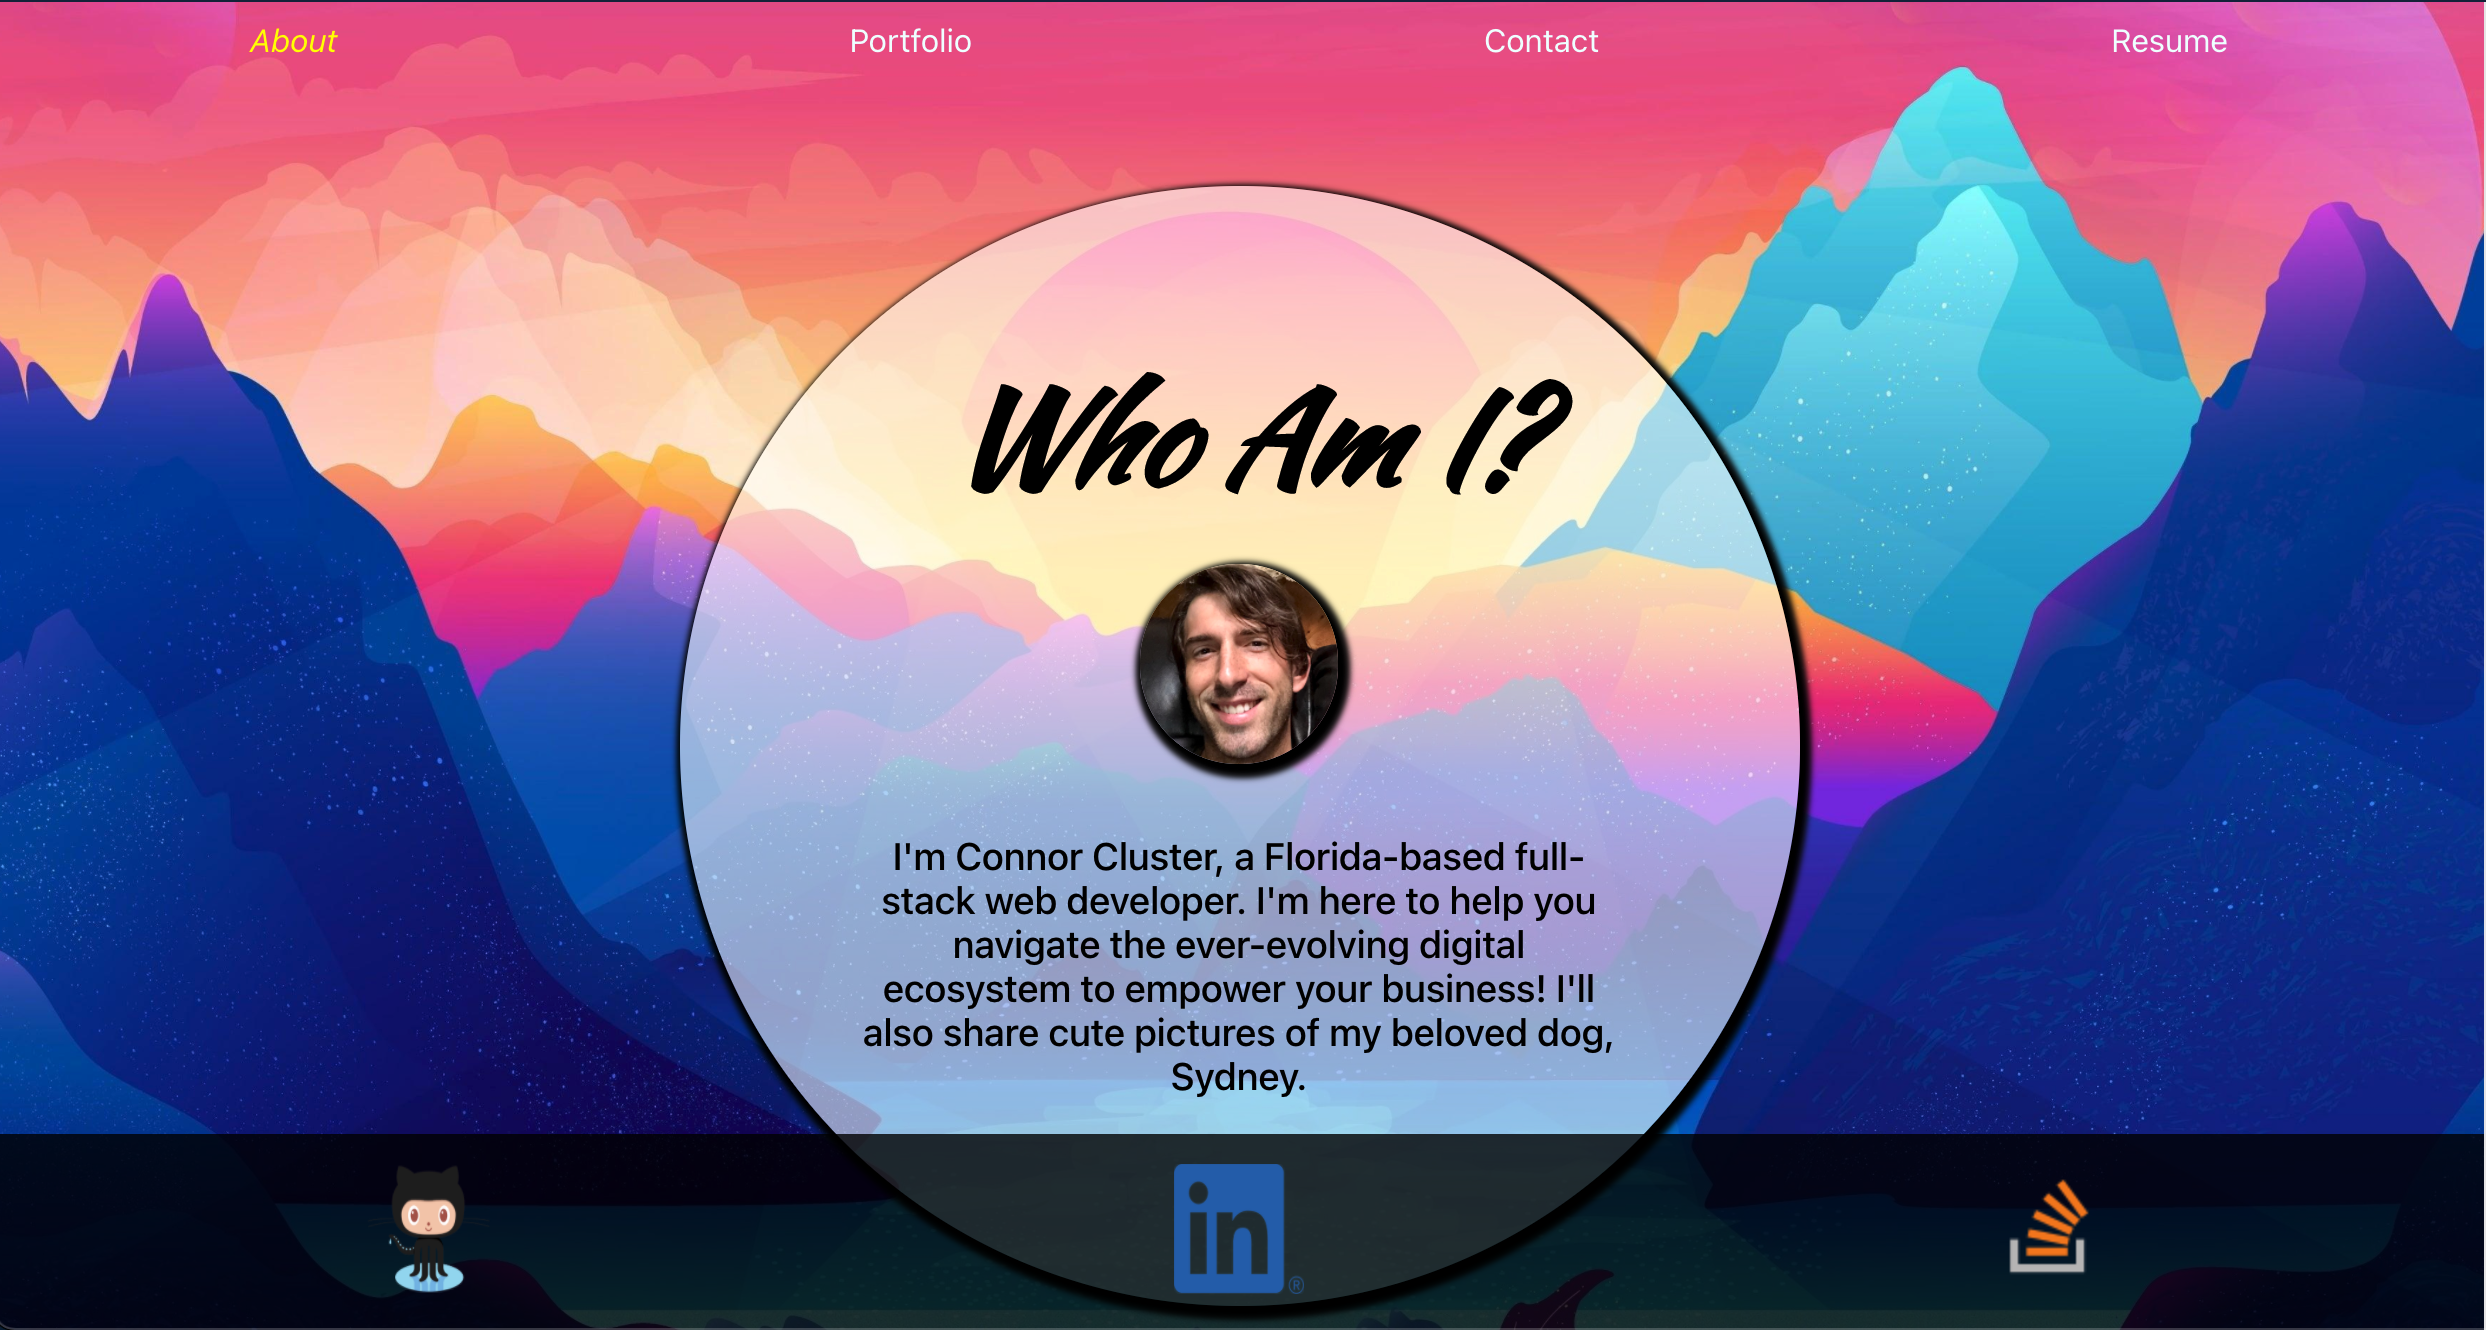 About
Portfolio
Contact
Resume
Who Am I?
I'm Connor Cluster, a Florida-based full-
stack web developer. I'm here to help you
navigate the ever-evolving digital
ecosystem to empower your business! I'll
also share cute pictures of my beloved dog,
Sydney.
in®